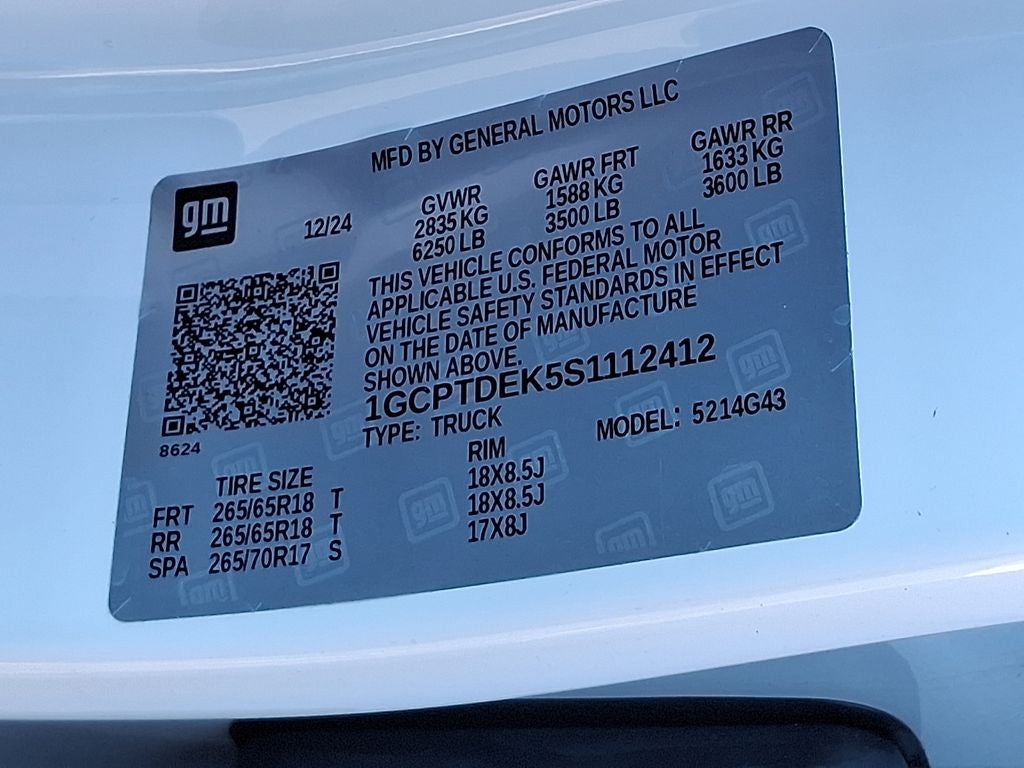 MFD BY GENERAL MOTORS LLC
gm
12/24
GVWR GAWR FRT GAWR RR
2835 KG 1588 KG 1633 KG
6250 LB 3500 LB 3600 LB
THIS VEHICLE CONFORMS TO ALL
APPLICABLE U.S. FEDERAL MOTOR
VEHICLE SAFETY STANDARDS IN EFFECT
ON THE DATE OF MANUFACTURE
SHOWN ABOVE.
1GCPTDEK5S1112412
TYPE: TRUCK MODEL: 5214G43
8624
TIRE SIZE RIM
FRT 265/65R18 T 18X8.5J
RR 265/65R18 T 18X8.5J
SPA 265/70R17 S 17X8J